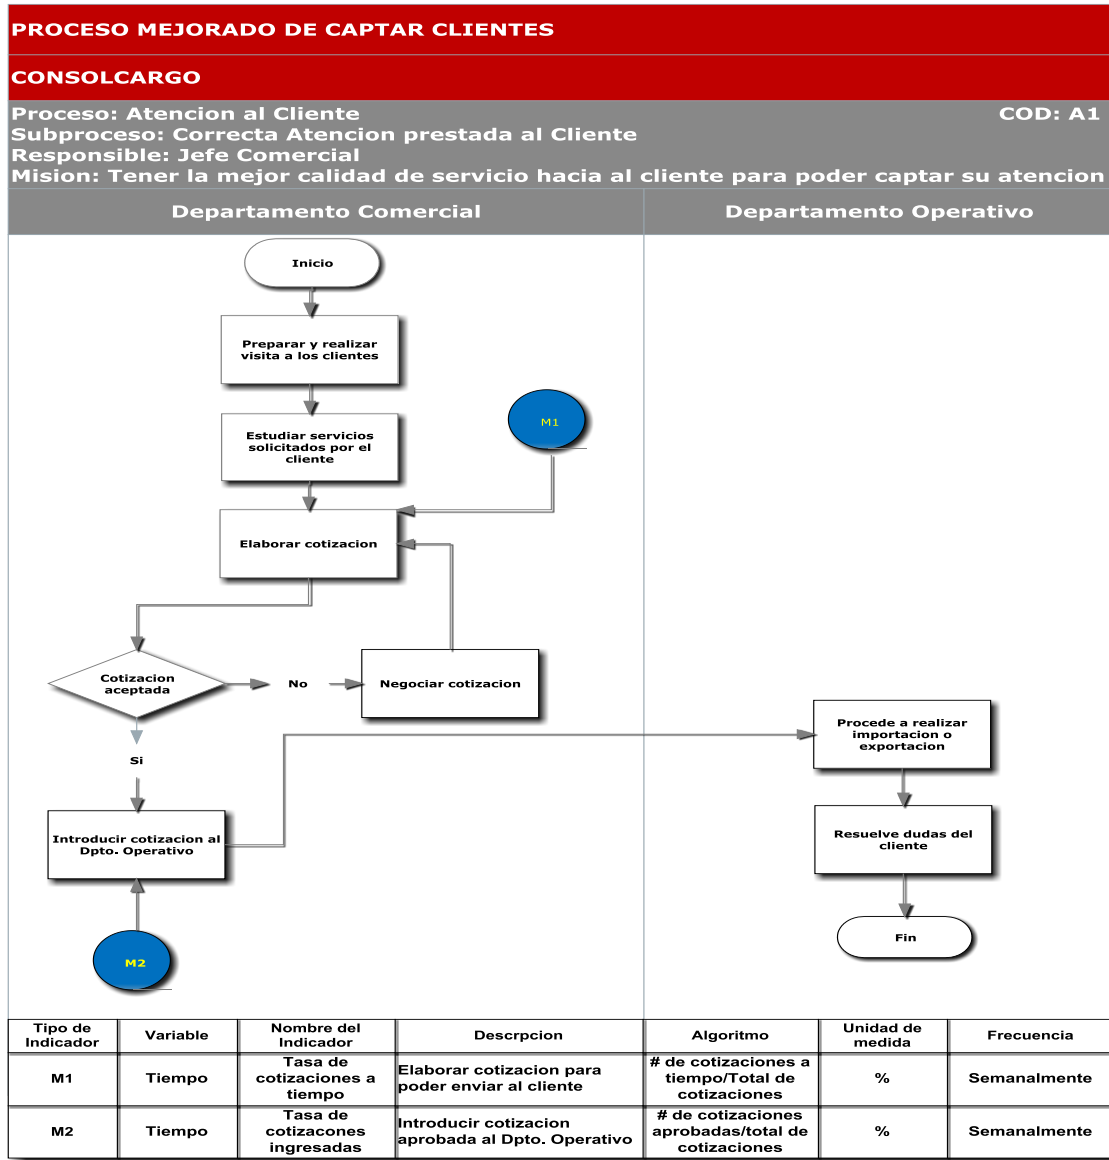 PROCESO MEJORADO DE CAPTAR CLIENTES
CONSOLCARGO
Proceso: Atencion al Cliente COD: A1
Subproceso: Correcta Atencion prestada al Cliente
Responsible: Jefe Comercial
Mision: Tener la mejor calidad de servicio hacia al cliente para poder captar su atencion
Departamento Comercial
Departamento Operativo
Inicio
Preparar y realizar
visita a los clientes
Estudiar servicios
solicitados por el
cliente
M1
Elaborar cotizacion
Cotizacion
aceptada
No
Negociar cotizacion
Si
Introducir cotizacion al
Dpto. Operativo
M2
Procede a realizar
importacion o
exportacion
Resuelve dudas del
cliente
Fin
Tipo de
Indicador
Variable
Nombre del
Indicador
Descrpcion
Algoritmo
Unidad de
medida
Frecuencia
M1
Tiempo
Tasa de
cotizaciones a
tiempo
Elaborar cotizacion para
poder enviar al cliente
# de cotizaciones a
tiempo/Total de
cotizaciones
%
Semanalmente
M2
Tiempo
Tasa de
cotizacones
ingresadas
Introducir cotizacion
aprobada al Dpto. Operativo
# de cotizaciones
aprobadas/total de
cotizaciones
%
Semanalmente